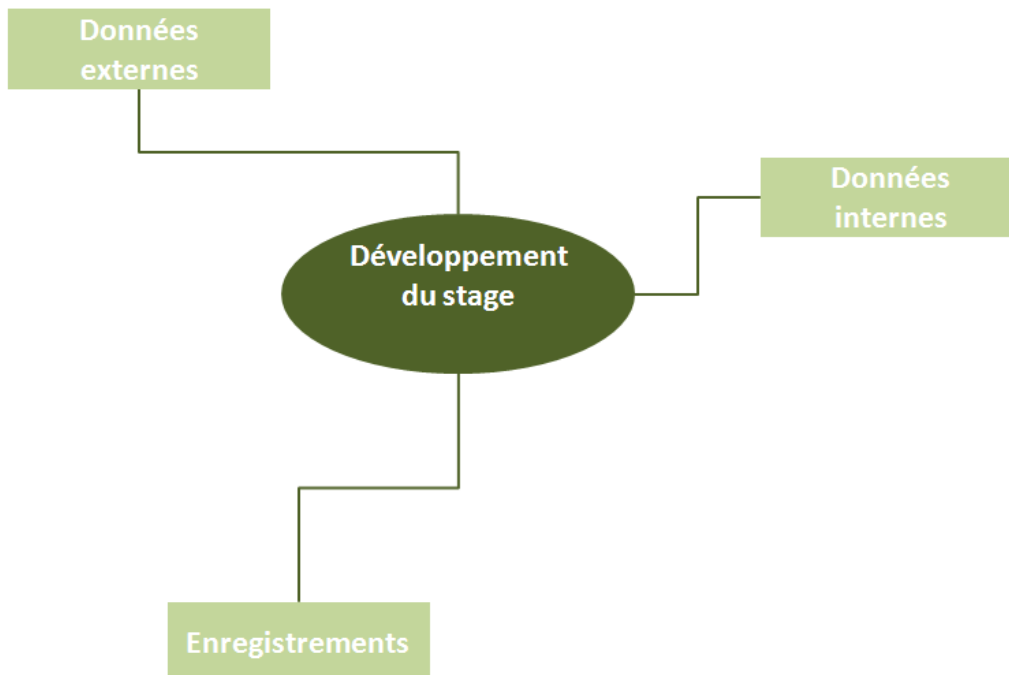 Données
externes
Données
internes
Développement
du stage
Enregistrements